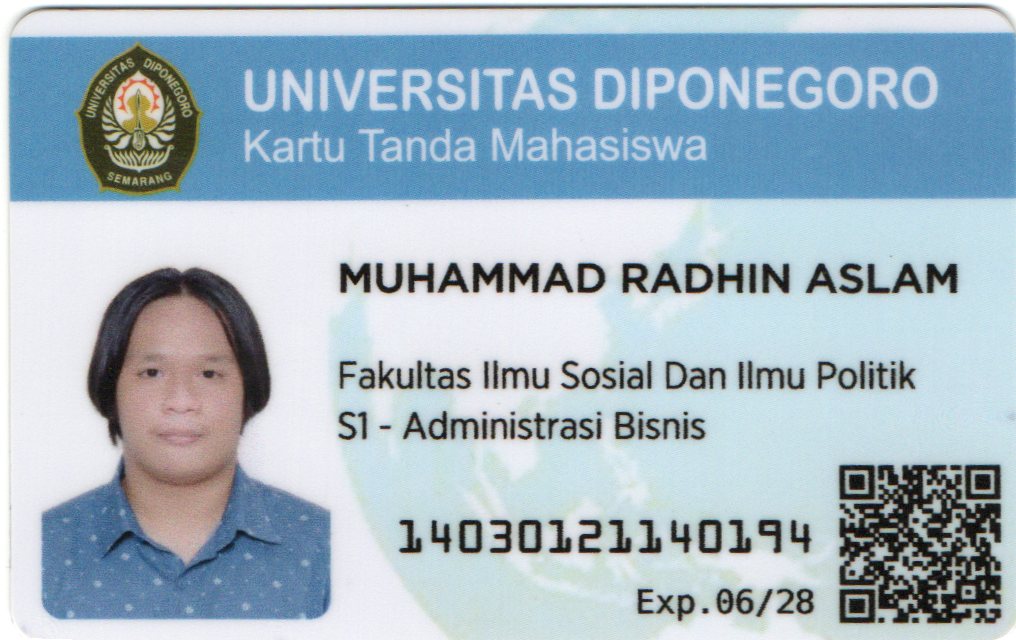 UNIVERSITAS DIPONEGORO
SEMARANG
UNIVERSITAS DIPONEGORO
Kartu Tanda Mahasiswa
MUHAMMAD RADHIN ASLAM
Fakultas Ilmu Sosial Dan Ilmu Politik
S1 - Administrasi Bisnis
14030121140194
Exp.06/28